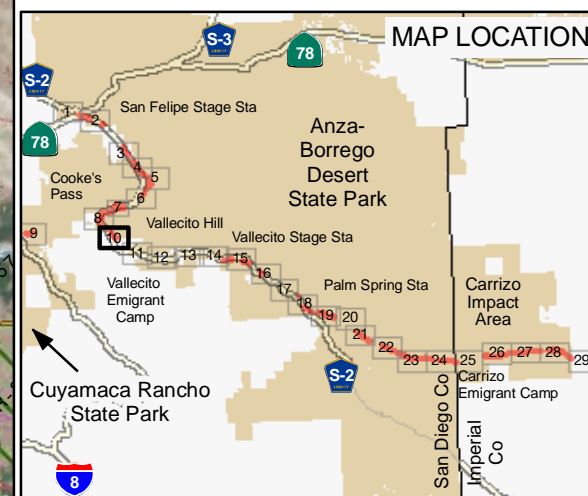 MAP LOCATION
S-3
COUNTY
78
S-2
COUNTY
San Felipe Stage Sta
1
2
78
3
4
5
6
7
8
9
10
Cooke's
Pass
Anza-
Borrego
Desert
State Park
Vallecito Hill
Vallecito Stage Sta
11
12
13
14
15
16
17
18
19
20
21
22
23
24
25
26
27
28
29
Vallecito
Emigrant
Camp
Palm Spring Sta
Carrizo
Impact
Area
Cuyamaca Rancho
State Park
S-2
COUNTY
Carrizo
Emigrant Camp
San Diego Co
Imperial
Co
8